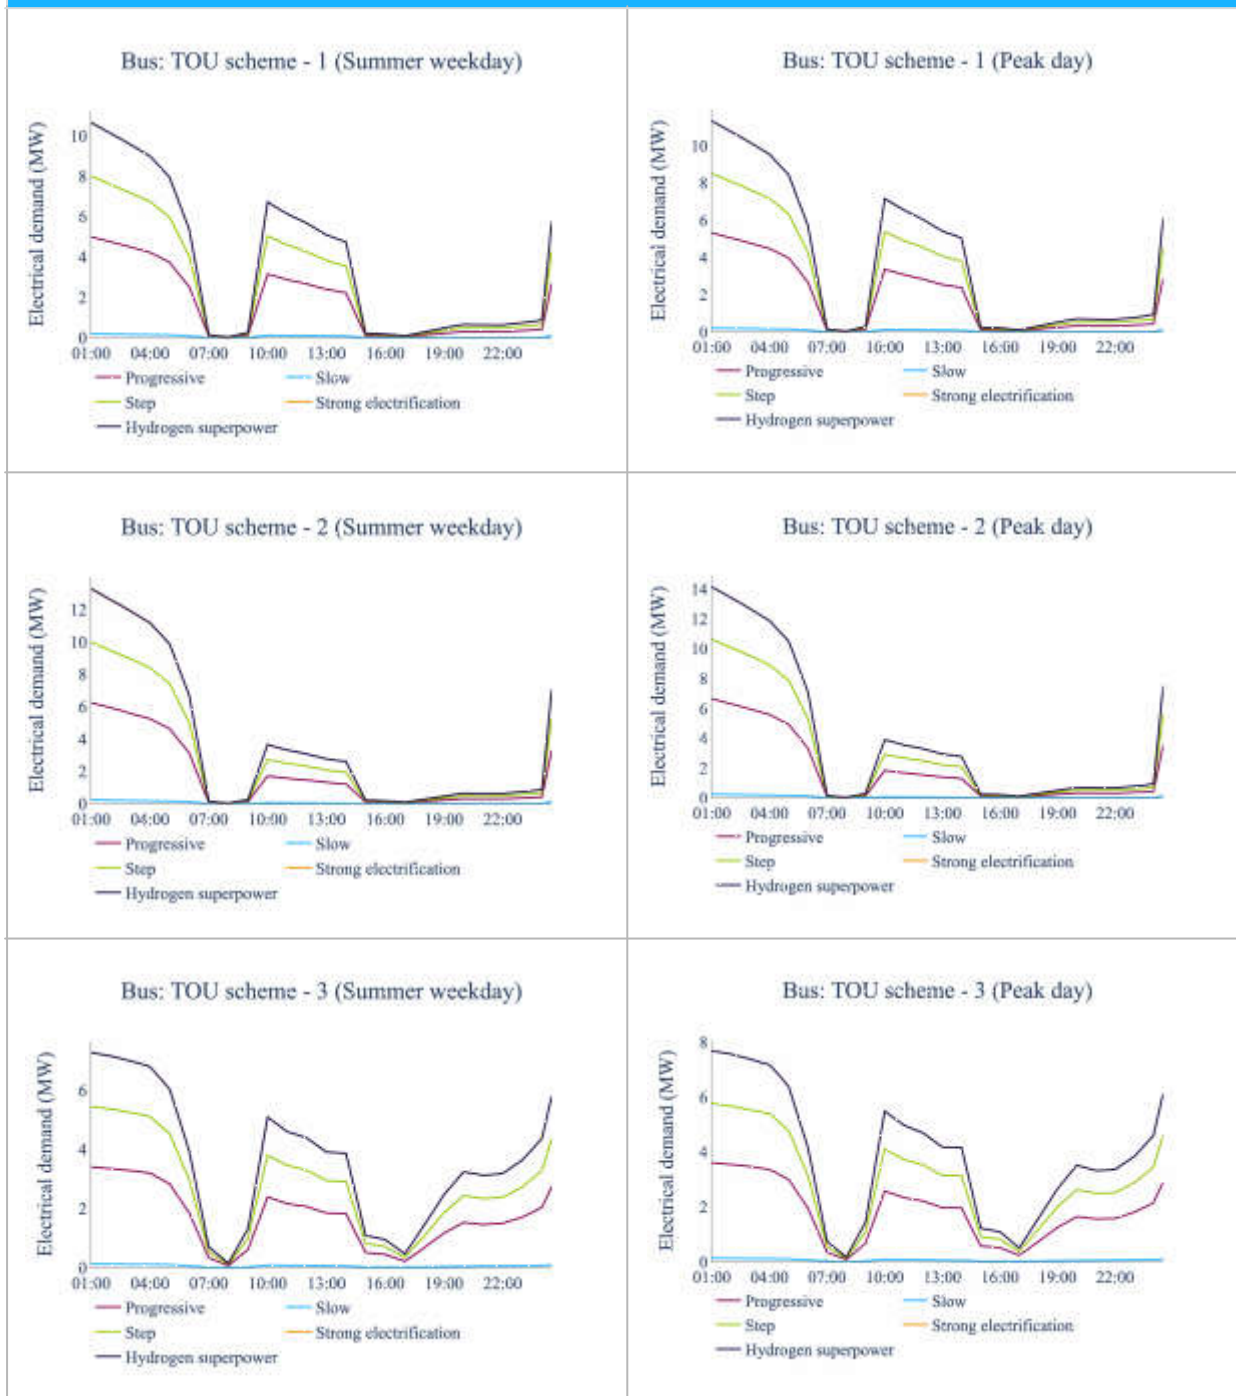 Bus: TOU scheme - 1 (Summer weekday)
Electrical demand (MW)
10
8
6
4
2
0
01:00 04:00 07:00 10:00 13:00 16:00 19:00 22:00
Progressive Slow
Step Strong electrification
Hydrogen superpower
Bus: TOU scheme - 1 (Peak day)
Electrical demand (MW)
10
8
6
4
2
0
01:00 04:00 07:00 10:00 13:00 16:00 19:00 22:00
Progressive Slow
Step Strong electrification
Hydrogen superpower
Bus: TOU scheme - 2 (Summer weekday)
Electrical demand (MW)
12
10
8
6
4
2
0
01:00 04:00 07:00 10:00 13:00 16:00 19:00 22:00
Progressive Slow
Step Strong electrification
Hydrogen superpower
Bus: TOU scheme - 2 (Peak day)
Electrical demand (MW)
14
12
10
8
6
4
2
0
01:00 04:00 07:00 10:00 13:00 16:00 19:00 22:00
Progressive Slow
Step Strong electrification
Hydrogen superpower
Bus: TOU scheme - 3 (Summer weekday)
Electrical demand (MW)
6
4
2
0
01:00 04:00 07:00 10:00 13:00 16:00 19:00 22:00
Progressive Slow
Step Strong electrification
Hydrogen superpower
Bus: TOU scheme - 3 (Peak day)
Electrical demand (MW)
8
6
4
2
0
01:00 04:00 07:00 10:00 13:00 16:00 19:00 22:00
Progressive Slow
Step Strong electrification
Hydrogen superpower